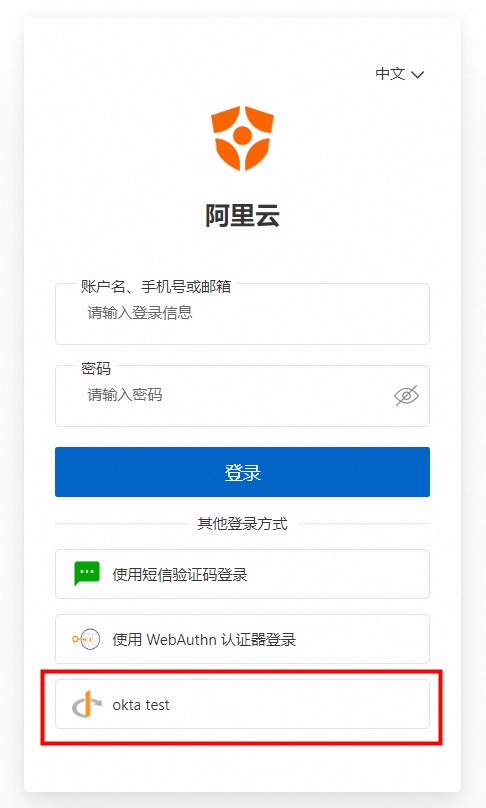 中文
阿里云
账户名、手机号或邮箱
请输入登录信息
密码
请输入密码
登录
其他登录方式
使用短信验证码登录
使用 WebAuthn 认证器登录
okta test